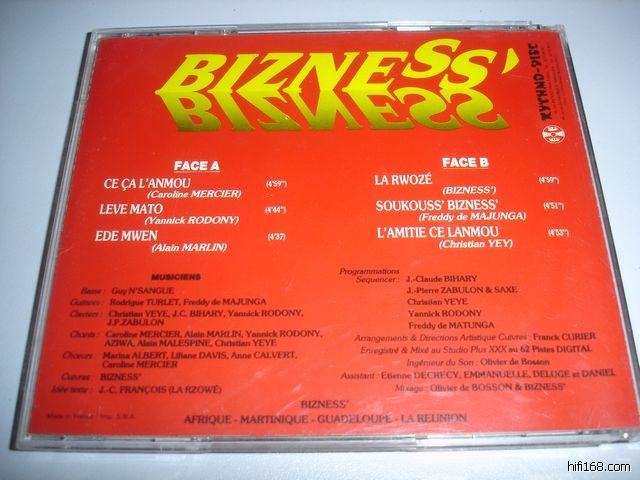 BIZNESS'
RYTHMO-DISC
FACE A
CE ÇA L'ANMOU (4'59")
(Caroline MERCIER)
LEVE MATO (4'44")
(Yannick RODONY)
EDE MWEN (4'37)
(Alain MARLIN)
FACE B
LA RWOZÉ (4'59")
(BIZNESS')
SOUKOUSS' BIZNESS' (4'51")
(Freddy de MAJUNGA)
L'AMITIE CE LANMOU (4'53")
(Christian YEY)
MUSICIENS
Basse : Guy N'SANGUE
Guitares : Rodrigue TURLET, Freddy de MAJUNGA
Claviers : Christian YEYE, J.C. BIHARY, Yannick RODONY,
J.P.ZABULON
Chants : Caroline MERCIER, Alain MARLIN, Yannick RODONY,
AZIWA, Alain MALESPINE, Christian YEYE
Chœurs : Marina ALBERT, Liliane DAVIS, Anne CALVERT,
Caroline MERCIER
Cuivres : BIZNESS'
Idée texte : J.-C. FRANÇOIS (LA RZOWÉ)
Programmations
Sequencer : J.-Claude BIHARY
J.-Pierre ZABULON & SAXE
Christian YEYE
Yannick RODONY
Freddy de MATUNGA
Arrangements & Directions Artistique Cuivres : Franck CURIER
Enregistré & Mixé au Studio Plus XXX au 62 Pistes DIGITAL
Ingénieur du Son : Olivier de Bosson
Assistant : Etienne DECRECY, EMMANUELLE, DELUGE et DANIEL
Mixage : Olivier de BOSSON & BIZNESS'
BIZNESS'
AFRIQUE - MARTINIQUE - GUADELOUPE - LA REUNION
Made in France - Imp. S.N.A.
hifi168.com